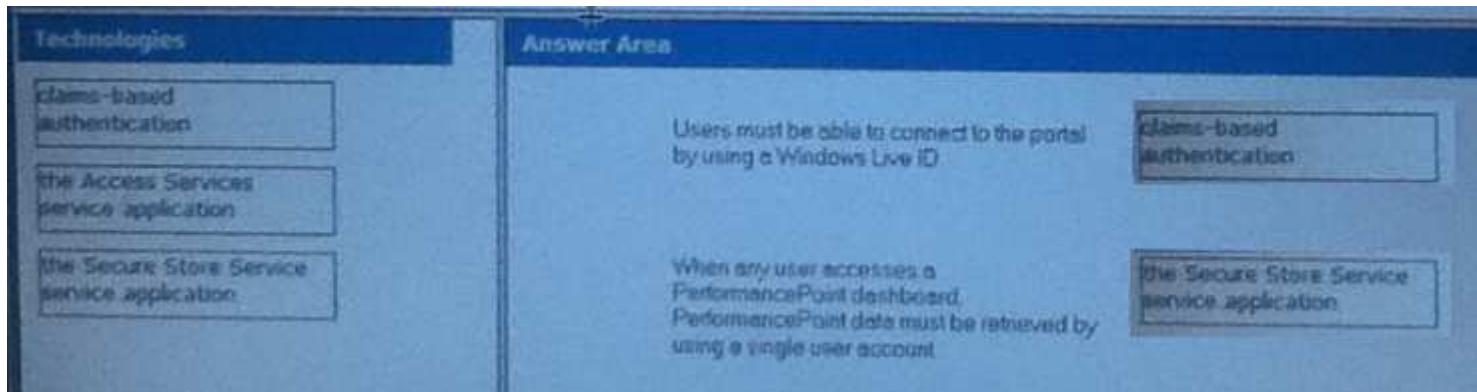 Technologies
claims-based
authentication
the Access Services
service application
the Secure Store Service
service application
Answer Area
Users must be able to connect to the portal
by using a Windows Live ID
claims-based
authentication
When any user accesses a
PerformancePoint dashboard,
PerformancePoint data must be retrieved by
using a single user account
the Secure Store Service
service application